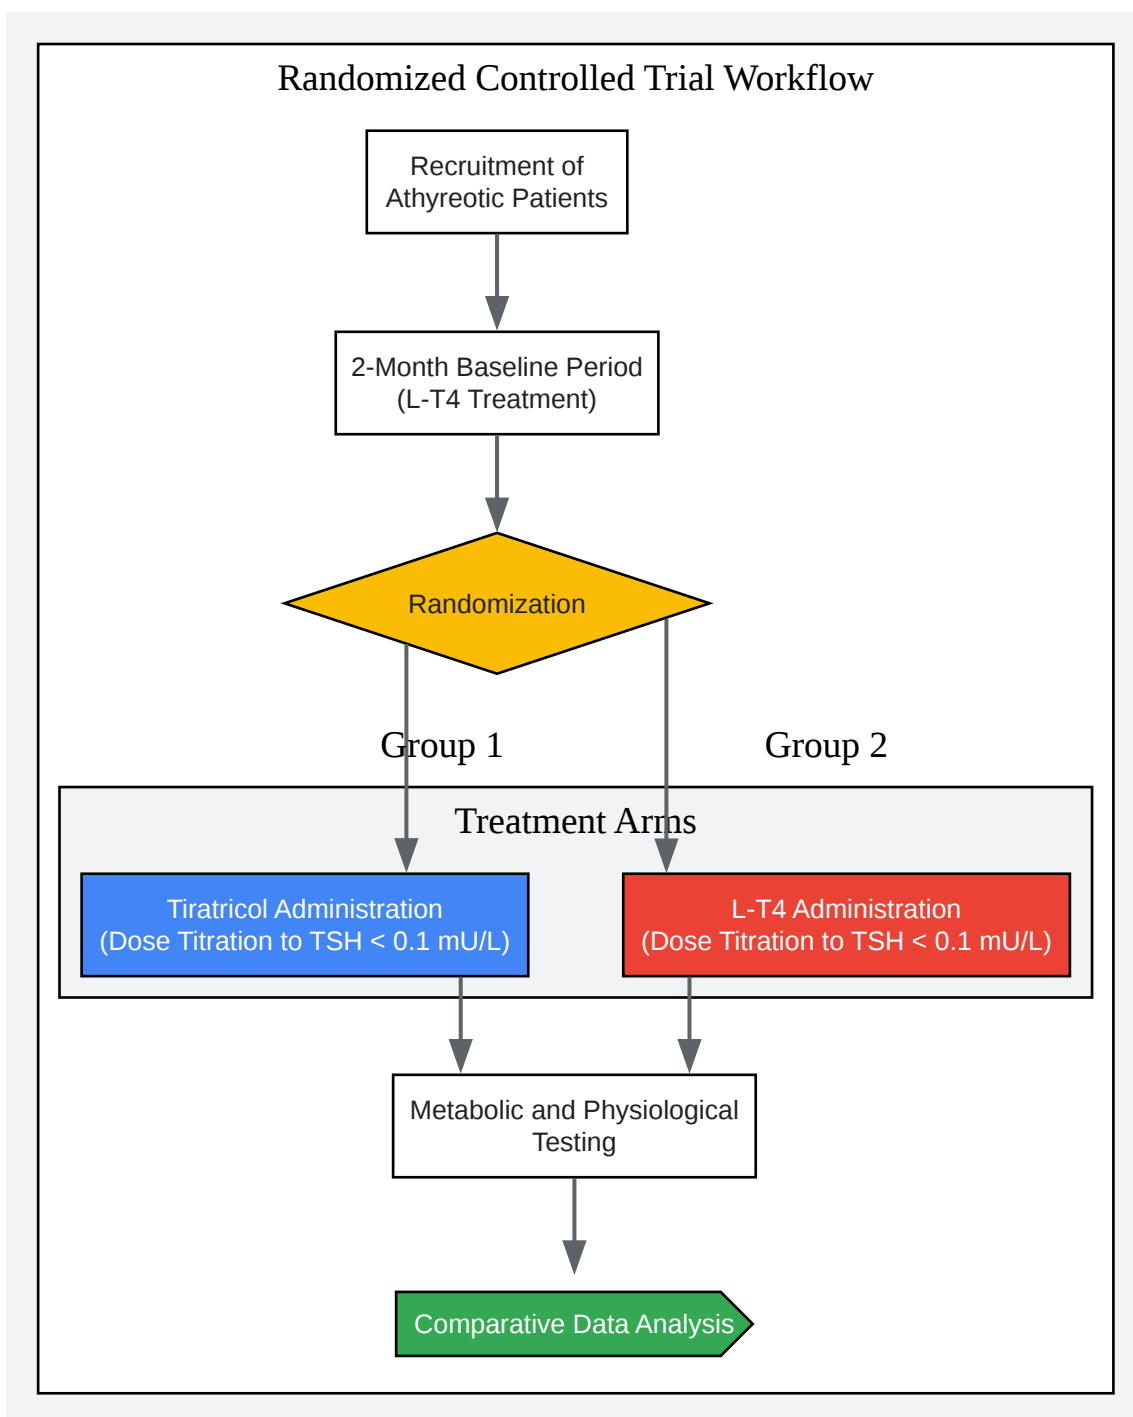 Randomized Controlled Trial Workflow
Recruitment of
Athyreotic Patients
2-Month Baseline Period
(L-T4 Treatment)
Randomization
Group 1
Group 2
Treatment Arms
Tiratricol Administration
(Dose Titration to TSH < 0.1 mU/L)
L-T4 Administration
(Dose Titration to TSH < 0.1 mU/L)
Metabolic and Physiological
Testing
Comparative Data Analysis